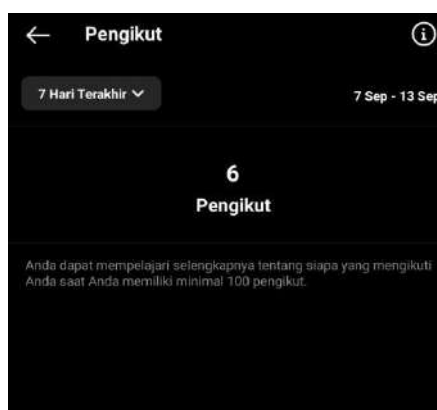 Pengikut
7 Hari Terakhir
7 Sep - 13 Sep
6
Pengikut
Anda dapat mempelajari selengkapnya tentang siapa yang mengikuti
Anda saat Anda memiliki minimal 100 pengikut.